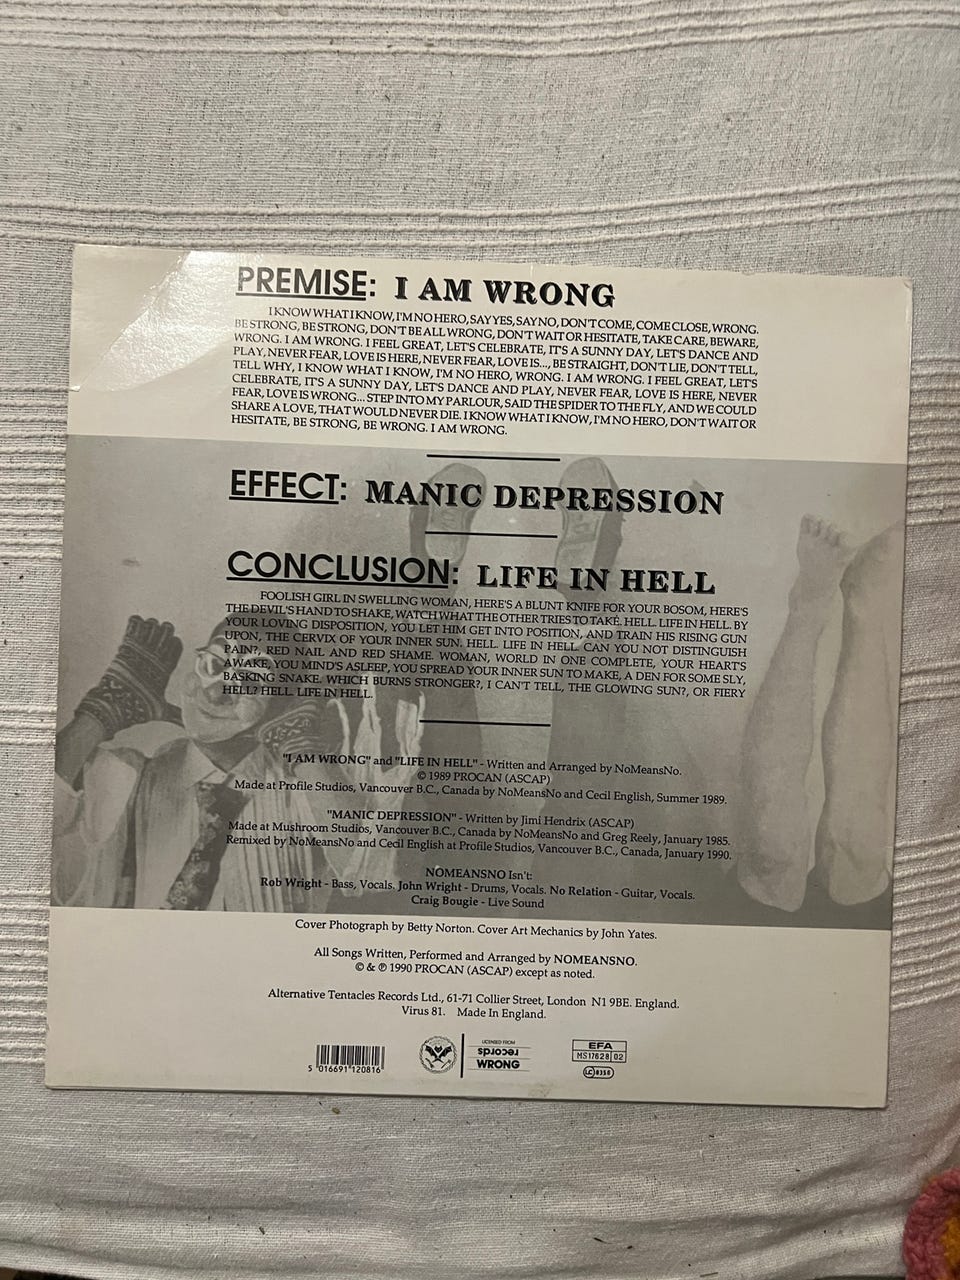 PREMISE: I AM WRONG
I KNOW WHAT I KNOW, I'M NO HERO, SAY YES, SAY NO, DON'T COME, COME CLOSE, WRONG.
BE STRONG, BE STRONG, DON'T BE ALL WRONG, DON'T WAIT OR HESITATE, TAKE CARE, BEWARE,
WRONG. I AM WRONG. I FEEL GREAT, LET'S CELEBRATE, IT'S A SUNNY DAY, LET'S DANCE AND
PLAY, NEVER FEAR, LOVE IS HERE, NEVER FEAR, LOVE IS..., BE STRAIGHT, DON'T LIE, DON'T TELL,
TELL WHY, I KNOW WHAT I KNOW, I'M NO HERO, WRONG. I AM WRONG. I FEEL GREAT, LET'S
CELEBRATE, IT'S A SUNNY DAY, LET'S DANCE AND PLAY, NEVER FEAR, LOVE IS HERE, NEVER
FEAR, LOVE IS WRONG... STEP INTO MY PARLOUR, SAID THE SPIDER TO THE FLY, AND WE COULD
SHARE A LOVE, THAT WOULD NEVER DIE. I KNOW WHAT I KNOW, I'M NO HERO, DON'T WAIT OR
HESITATE, BE STRONG, BE WRONG. I AM WRONG.
EFFECT: MANIC DEPRESSION
CONCLUSION: LIFE IN HELL
FOOLISH GIRL IN SWELLING WOMAN, HERE'S A BLUNT KNIFE FOR YOUR BOSOM, HERE'S
THE DEVIL'S HAND TO SHAKE, WATCH WHAT THE OTHER TRIES TO TAKE. HELL. LIFE IN HELL. BY
YOUR LOVING DISPOSITION, YOU LET HIM GET INTO POSITION, AND TRAIN HIS RISING GUN
UPON, THE CERVIX OF YOUR INNER SUN. HELL. LIFE IN HELL. CAN YOU NOT DISTINGUISH
PAIN?, RED NAIL AND RED SHAME. WOMAN, WORLD IN ONE COMPLETE, YOUR HEART'S
AWAKE, YOU MIND'S ASLEEP, YOU SPREAD YOUR INNER SUN TO MAKE, A DEN FOR SOME SLY,
BASKING SNAKE. WHICH BURNS STRONGER?, I CAN'T TELL, THE GLOWING SUN?, OR FIERY
HELL? HELL. LIFE IN HELL.
"I AM WRONG" and "LIFE IN HELL" - Written and Arranged by NoMeansNo.
© 1989 PROCAN (ASCAP)
Made at Profile Studios, Vancouver B.C., Canada by NoMeansNo and Cecil English, Summer 1989.
"MANIC DEPRESSION" - Written by Jimi Hendrix (ASCAP)
Made at Mushroom Studios, Vancouver B.C., Canada by NoMeansNo and Greg Reely, January 1985.
Remixed by NoMeansNo and Cecil English at Profile Studios, Vancouver B.C., Canada, January 1990.
NOMEANSNO Isn't:
Rob Wright - Bass, Vocals. John Wright - Drums, Vocals. No Relation - Guitar, Vocals.
Craig Bougie - Live Sound
Cover Photograph by Betty Norton. Cover Art Mechanics by John Yates.
All Songs Written, Performed and Arranged by NOMEANSNO.
© & ℗ 1990 PROCAN (ASCAP) except as noted.
Alternative Tentacles Records Ltd., 61-71 Collier Street, London N1 9BE. England.
Virus 81. Made In England.
5 016691 120816
LICENSED FROM
records
WRONG
EFA
MS17628 02
LC 8358